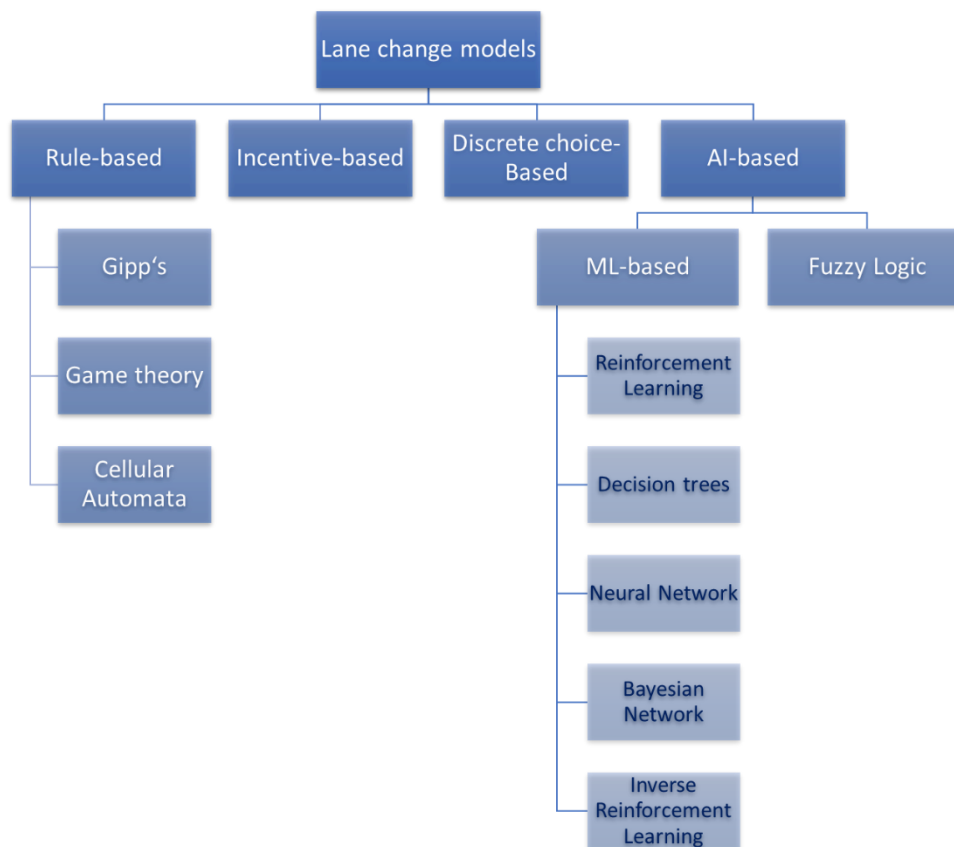 Lane change models
Rule-based
Incentive-based
Discrete choice-
Based
AI-based
Gipp‘s
Game theory
Cellular
Automata
ML-based
Fuzzy Logic
Reinforcement
Learning
Decision trees
Neural Network
Bayesian
Network
Inverse
Reinforcement
Learning